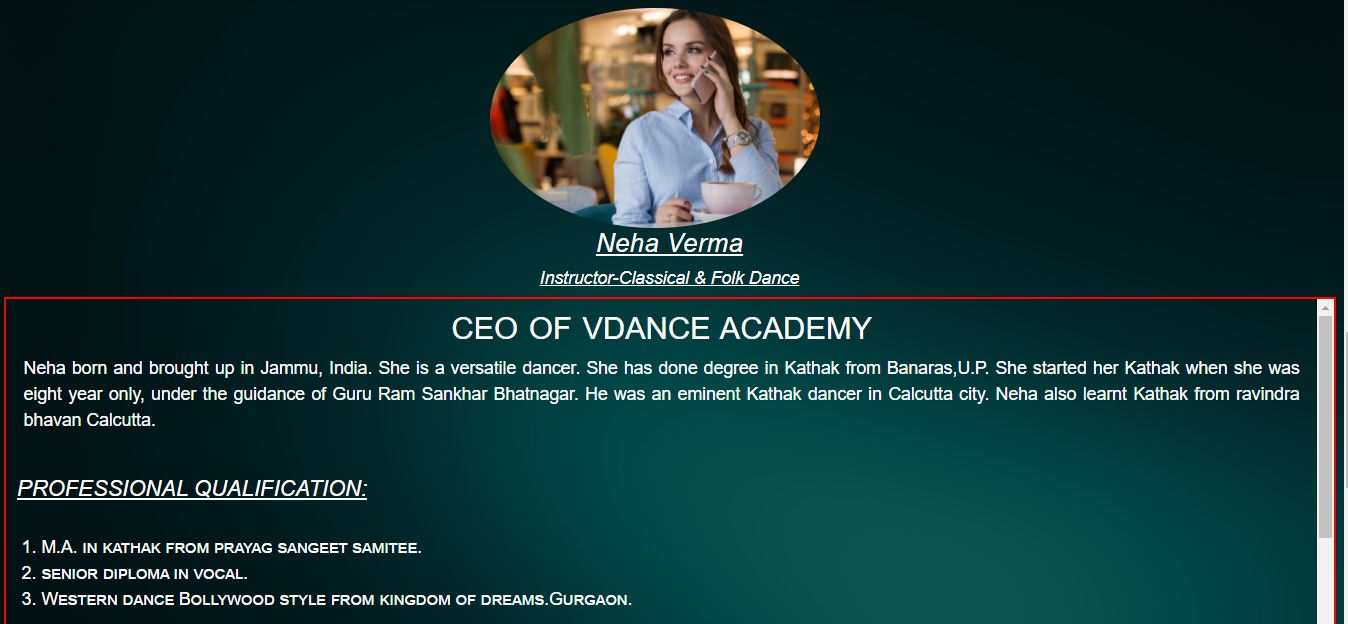 Neha Verma
Instructor-Classical & Folk Dance
CEO OF VDANCE ACADEMY
Neha born and brought up in Jammu, India. She is a versatile dancer. She has done degree in Kathak from Banaras,U.P. She started her Kathak when she was
eight year only, under the guidance of Guru Ram Sankhar Bhatnagar. He was an eminent Kathak dancer in Calcutta city. Neha also learnt Kathak from ravindra
bhavan Calcutta.
PROFESSIONAL QUALIFICATION:
1. M.A. IN KATHAK FROM PRAYAG SANGEET SAMITEE.
2. SENIOR DIPLOMA IN VOCAL.
3. WESTERN DANCE BOLLYWOOD STYLE FROM KINGDOM OF DREAMS.GURGAON.